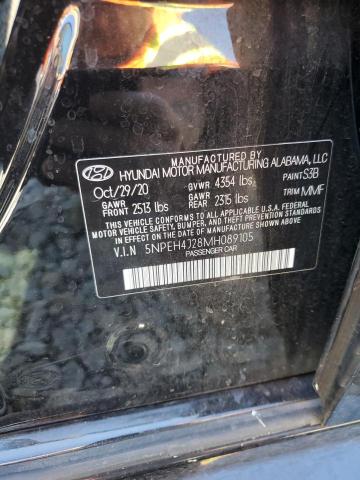 MANUFACTURED BY
HYUNDAI MOTOR MANUFACTURING ALABAMA, LLC
Oct/29/20 GVWR 4354 lbs PAINT S3B
GAWR FRONT 2513 lbs GAWR REAR 2315 lbs TRIM MMF
THIS VEHICLE CONFORMS TO ALL APPLICABLE U.S.A. FEDERAL
MOTOR VEHICLE SAFETY, BUMPER, AND THEFT PREVENTION STANDARDS
IN EFFECT ON THE DATE OF MANUFACTURE SHOWN ABOVE.
V.I.N 5NPEH4J28MH089105
PASSENGER CAR